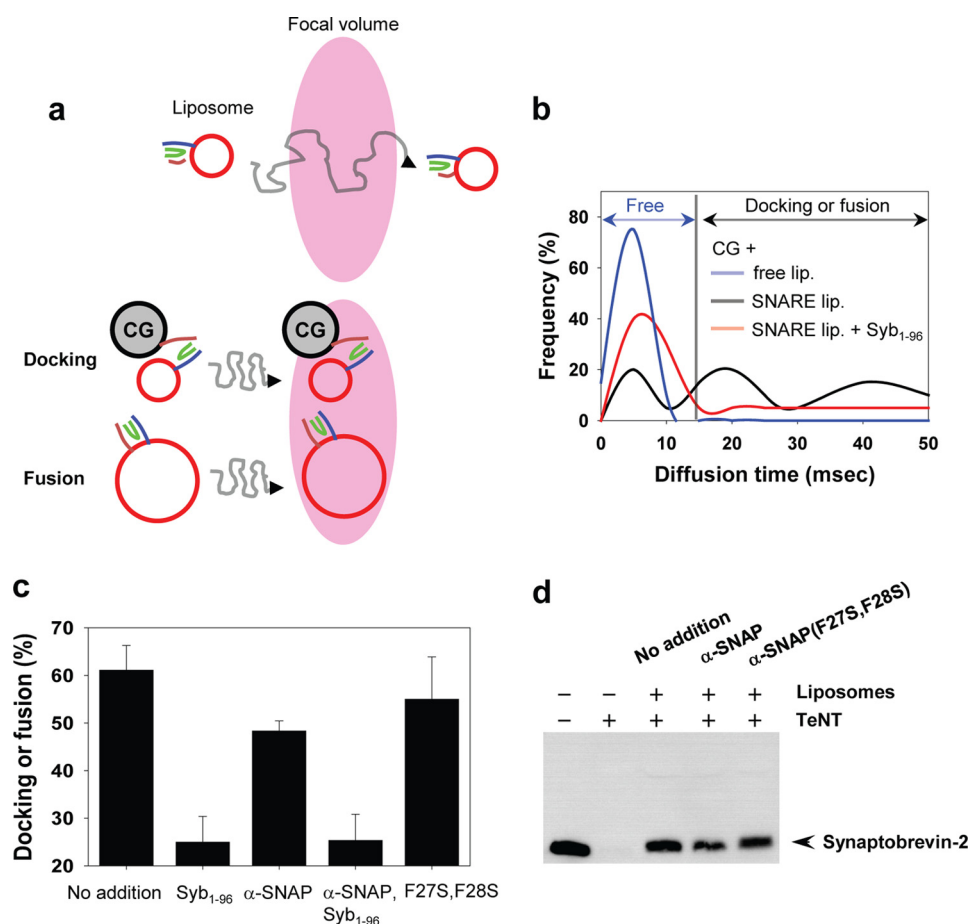 a
Focal volume
Liposome
CG
CG
Docking
Fusion
b
Frequency (%)
80
60
40
20
0
Free
Docking or fusion
CG +
free lip.
SNARE lip.
SNARE lip. + Syb1-96
0 10 20 30 40 50
Diffusion time (msec)
c
Docking or fusion (%)
70
60
50
40
30
20
No addition
Syb1-96
α-SNAP
α-SNAP,
Syb1-96
F27S,F28S
d
No addition
α-SNAP
α-SNAP(F27S,F28S)
– – + + + Liposomes
– + + + + TeNT
Synaptobrevin-2